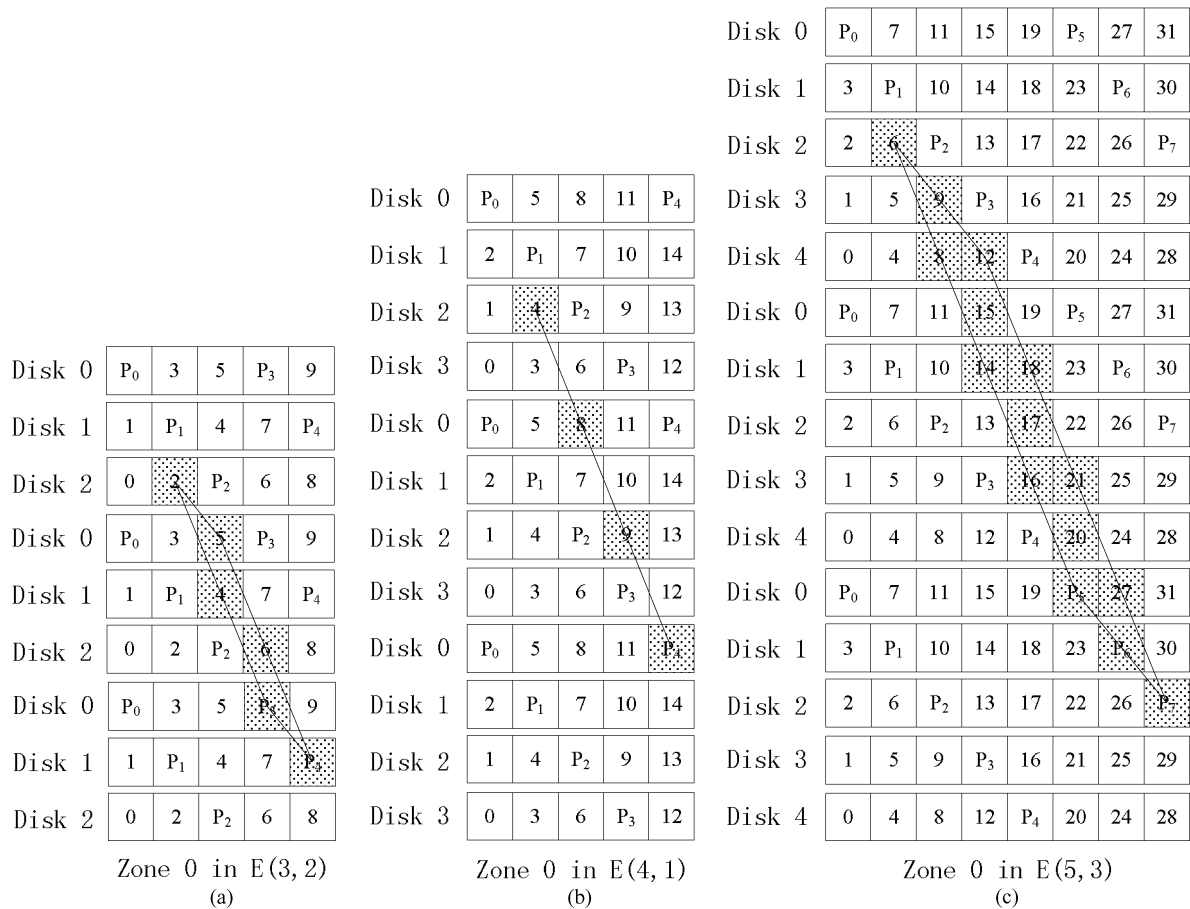 Disk 0 P₀ 7 11 15 19 P₅ 27 31
Disk 1 3 P₁ 10 14 18 23 P₆ 30
Disk 2 2 6 P₂ 13 17 22 26 P₇
Disk 3 1 5 9 P₃ 16 21 25 29
Disk 4 0 4 8 12 P₄ 20 24 28
Disk 0 P₀ 7 11 15 19 P₅ 27 31
Disk 1 3 P₁ 10 14 18 23 P₆ 30
Disk 2 2 6 P₂ 13 17 22 26 P₇
Disk 3 1 5 9 P₃ 16 21 25 29
Disk 4 0 4 8 12 P₄ 20 24 28
Disk 0 P₀ 7 11 15 19 P₅ 27 31
Disk 1 3 P₁ 10 14 18 23 P₆ 30
Disk 2 2 6 P₂ 13 17 22 26 P₇
Disk 3 1 5 9 P₃ 16 21 25 29
Disk 4 0 4 8 12 P₄ 20 24 28
Zone 0 in E(5,3)
(c)
Disk 0 P₀ 5 8 11 P₄
Disk 1 2 P₁ 7 10 14
Disk 2 1 4 P₂ 9 13
Disk 3 0 3 6 P₃ 12
Disk 0 P₀ 5 8 11 P₄
Disk 1 2 P₁ 7 10 14
Disk 2 1 4 P₂ 9 13
Disk 3 0 3 6 P₃ 12
Disk 0 P₀ 5 8 11 P₄
Disk 1 2 P₁ 7 10 14
Disk 2 1 4 P₂ 9 13
Disk 3 0 3 6 P₃ 12
Zone 0 in E(4,1)
(b)
Disk 0 P₀ 3 5 P₃ 9
Disk 1 1 P₁ 4 7 P₄
Disk 2 0 2 P₂ 6 8
Disk 0 P₀ 3 5 P₃ 9
Disk 1 1 P₁ 4 7 P₄
Disk 2 0 2 P₂ 6 8
Disk 0 P₀ 3 5 P₃ 9
Disk 1 1 P₁ 4 7 P₄
Disk 2 0 2 P₂ 6 8
Zone 0 in E(3,2)
(a)